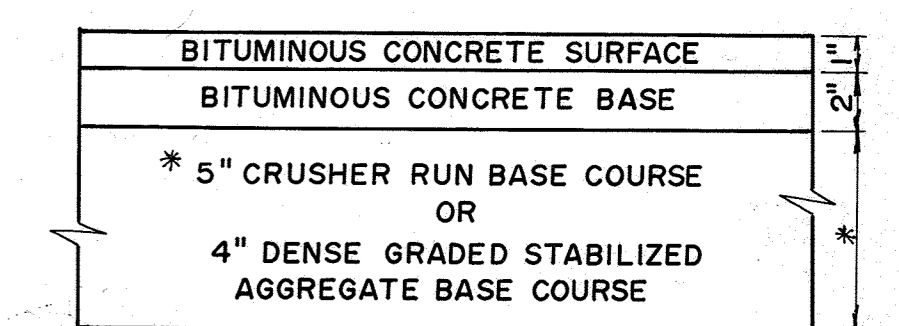 BITUMINOUS CONCRETE SURFACE
1"
BITUMINOUS CONCRETE BASE
2"
* 5" CRUSHER RUN BASE COURSE
OR
4" DENSE GRADED STABILIZED
AGGREGATE BASE COURSE
*